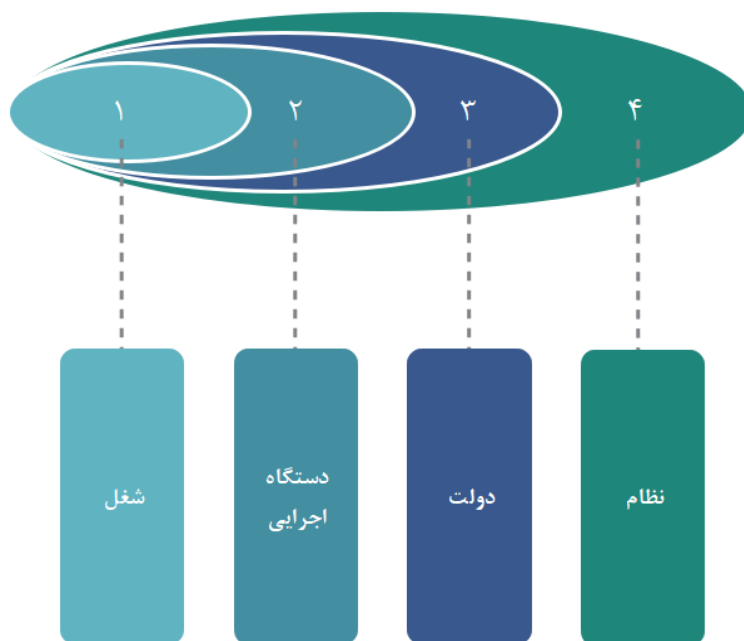 ۱
۲
۳
۴
شغل
دستگاه
اجرایی
دولت
نظام